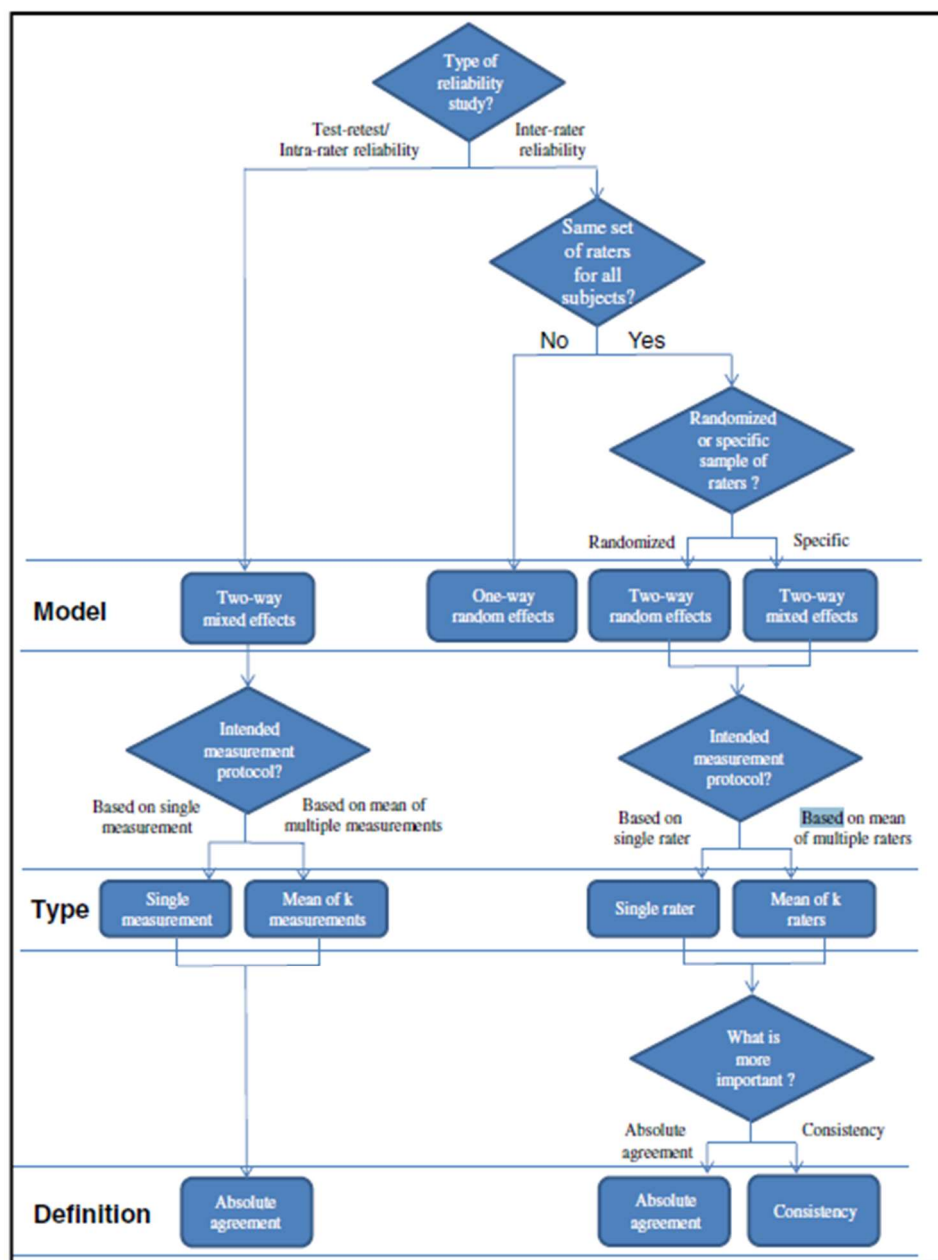 Type of
reliability
study?
Test-retest/
Intra-rater reliability
Inter-rater
reliability
Same set
of raters
for all
subjects?
No
Yes
Randomized
or specific
sample of
raters ?
Randomized
Specific
Model
Two-way
mixed effects
One-way
random effects
Two-way
random effects
Two-way
mixed effects
Intended
measurement
protocol?
Based on single
measurement
Based on mean of
multiple measurements
Intended
measurement
protocol?
Based on
single rater
Based on mean
of multiple raters
Type
Single
measurement
Mean of k
measurements
Single rater
Mean of k
raters
What is
more
important ?
Absolute
agreement
Consistency
Definition
Absolute
agreement
Absolute
agreement
Consistency